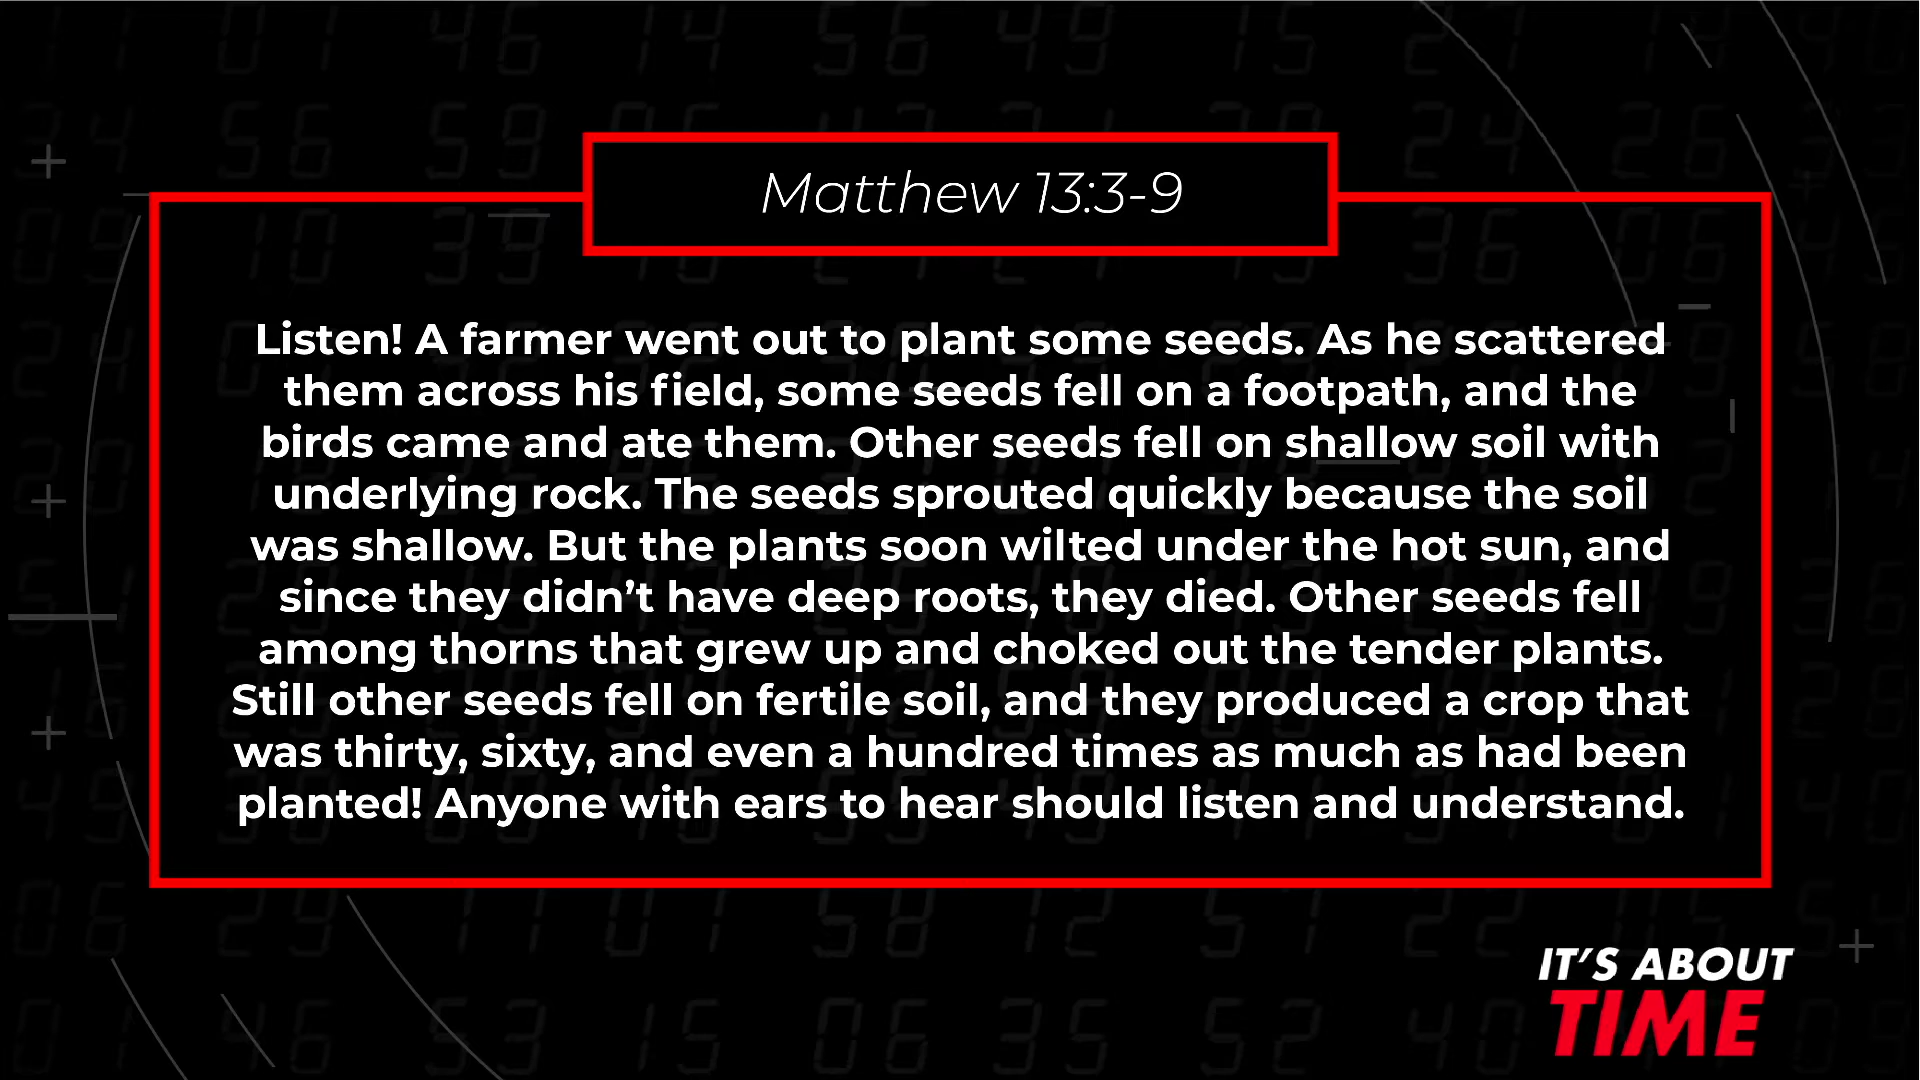 Matthew 13:3-9
Listen! A farmer went out to plant some seeds. As he scattered
them across his field, some seeds fell on a footpath, and the
birds came and ate them. Other seeds fell on shallow soil with
underlying rock. The seeds sprouted quickly because the soil
was shallow. But the plants soon wilted under the hot sun, and
since they didn’t have deep roots, they died. Other seeds fell
among thorns that grew up and choked out the tender plants.
Still other seeds fell on fertile soil, and they produced a crop that
was thirty, sixty, and even a hundred times as much as had been
planted! Anyone with ears to hear should listen and understand.
IT’S ABOUT
TIME